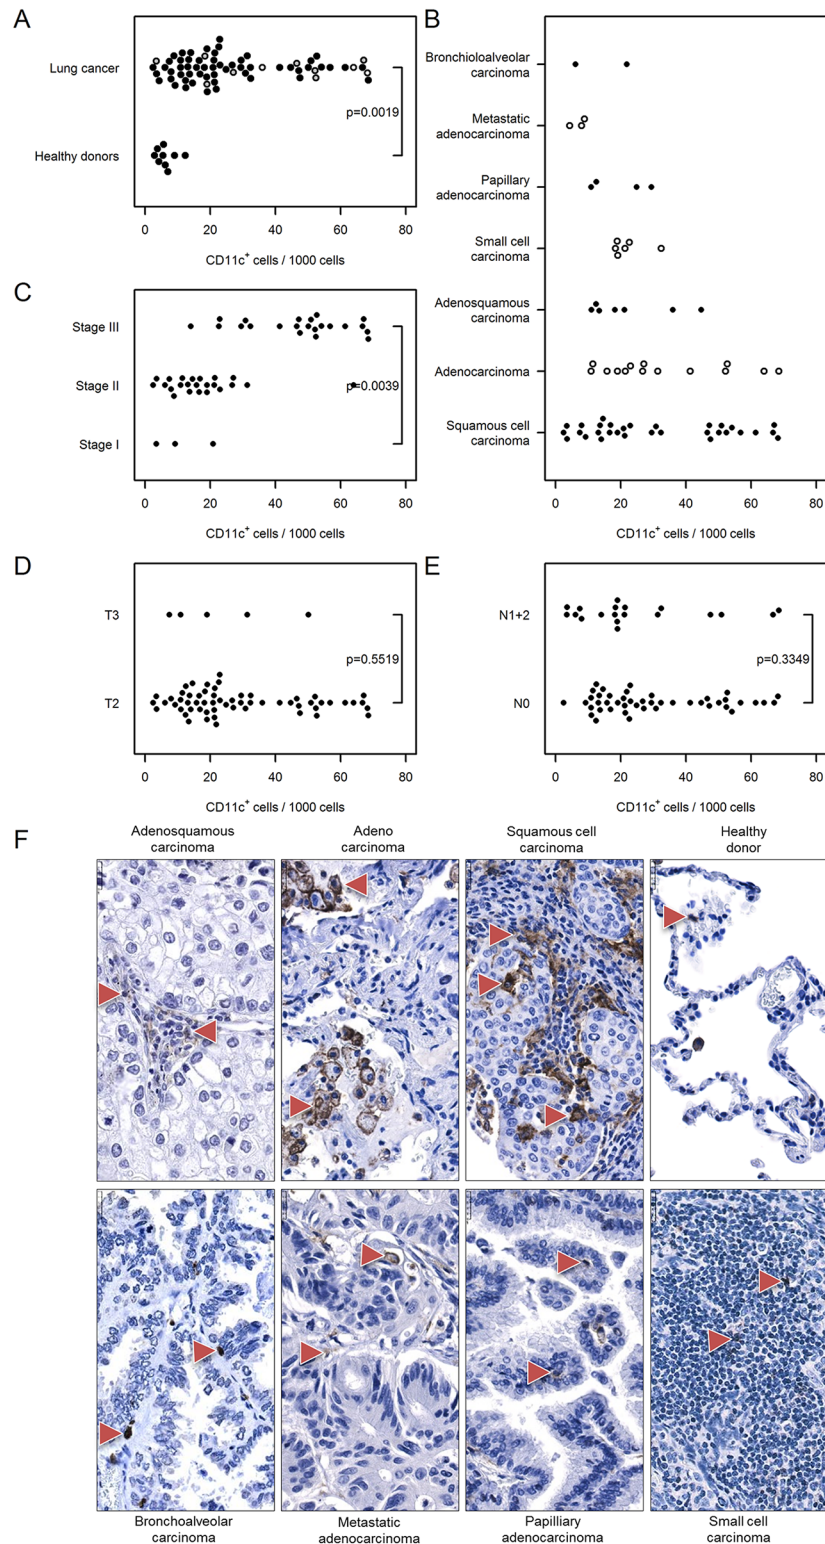 A
Lung cancer
Healthy donors
p=0.0019
0 20 40 60 80
CD11c+ cells / 1000 cells
B
Bronchioloalveolar
carcinoma
Metastatic
adenocarcinoma
Papillary
adenocarcinoma
Small cell
carcinoma
Adenosquamous
carcinoma
Adenocarcinoma
Squamous cell
carcinoma
0 20 40 60 80
CD11c+ cells / 1000 cells
C
Stage III
Stage II
Stage I
p=0.0039
0 20 40 60 80
CD11c+ cells / 1000 cells
D
T3
T2
p=0.5519
0 20 40 60 80
CD11c+ cells / 1000 cells
E
N1+2
N0
p=0.3349
0 20 40 60 80
CD11c+ cells / 1000 cells
F
Adenosquamous
carcinoma
Adeno
carcinoma
Squamous cell
carcinoma
Healthy
donor
Bronchoalveolar
carcinoma
Metastatic
adenocarcinoma
Papilliary
adenocarcinoma
Small cell
carcinoma